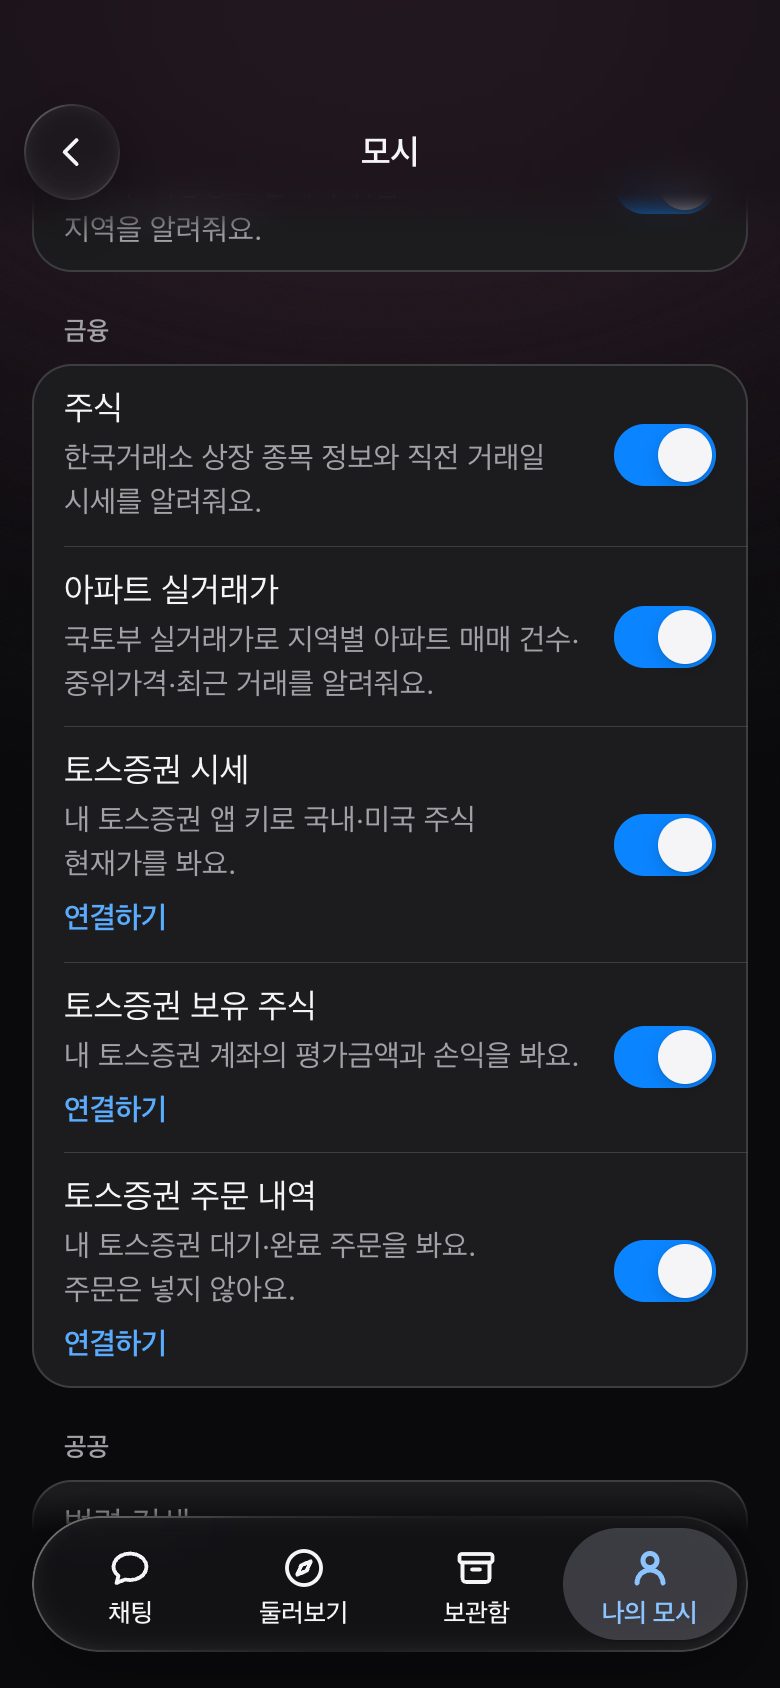 모시
지역을 알려줘요.
금융
주식
한국거래소 상장 종목 정보와 직전 거래일
시세를 알려줘요.
아파트 실거래가
국토부 실거래가로 지역별 아파트 매매 건수·
중위가격·최근 거래를 알려줘요.
토스증권 시세
내 토스증권 앱 키로 국내·미국 주식
현재가를 봐요.
연결하기
토스증권 보유 주식
내 토스증권 계좌의 평가금액과 손익을 봐요.
연결하기
토스증권 주문 내역
내 토스증권 대기·완료 주문을 봐요.
주문은 넣지 않아요.
연결하기
공공
채팅
둘러보기
보관함
나의 모시